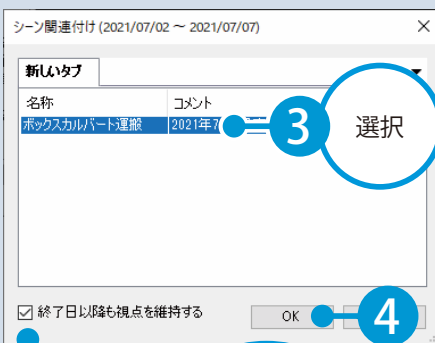 シーン関連付け (2021/07/02 ～ 2021/07/07)
新しいタブ
名称 コメント
ボックスカルバート運搬 2021年7
3 選択
終了日以降も視点を維持する
OK
4